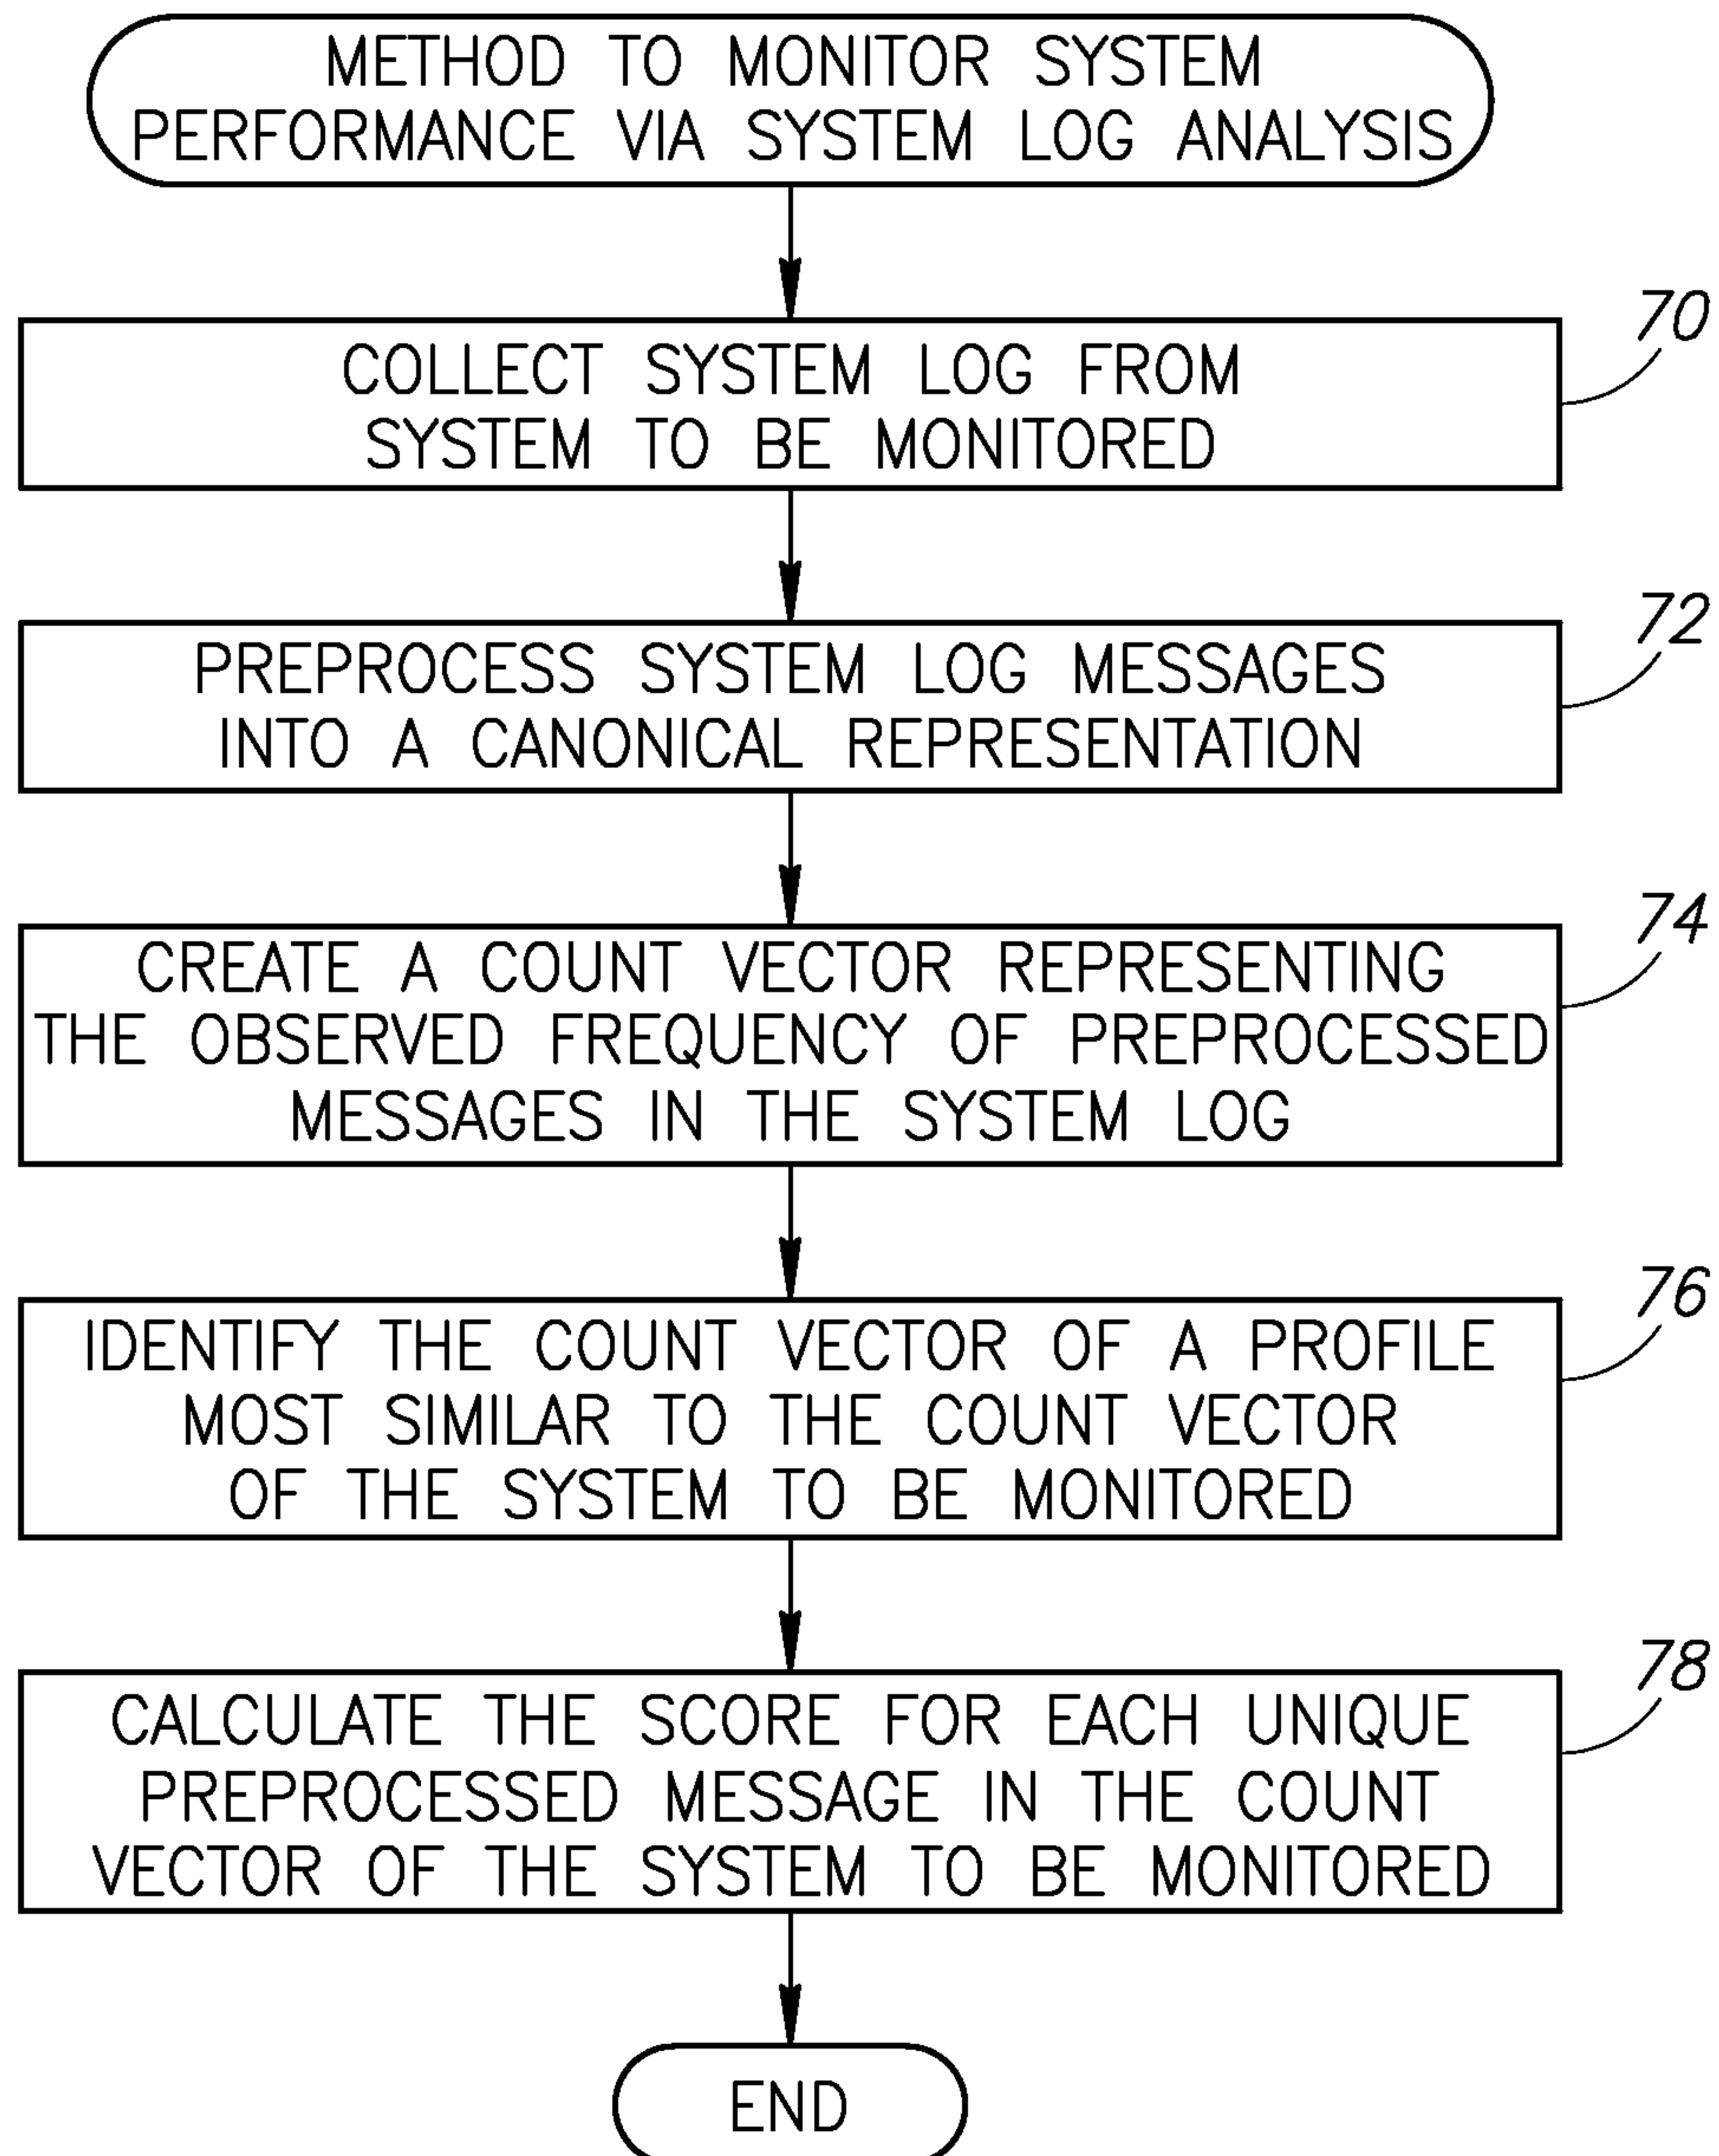 METHOD TO MONITOR SYSTEM
PERFORMANCE VIA SYSTEM LOG ANALYSIS
70
COLLECT SYSTEM LOG FROM
SYSTEM TO BE MONITORED
72
PREPROCESS SYSTEM LOG MESSAGES
INTO A CANONICAL REPRESENTATION
74
CREATE A COUNT VECTOR REPRESENTING
THE OBSERVED FREQUENCY OF PREPROCESSED
MESSAGES IN THE SYSTEM LOG
76
IDENTIFY THE COUNT VECTOR OF A PROFILE
MOST SIMILAR TO THE COUNT VECTOR
OF THE SYSTEM TO BE MONITORED
78
CALCULATE THE SCORE FOR EACH UNIQUE
PREPROCESSED MESSAGE IN THE COUNT
VECTOR OF THE SYSTEM TO BE MONITORED
END